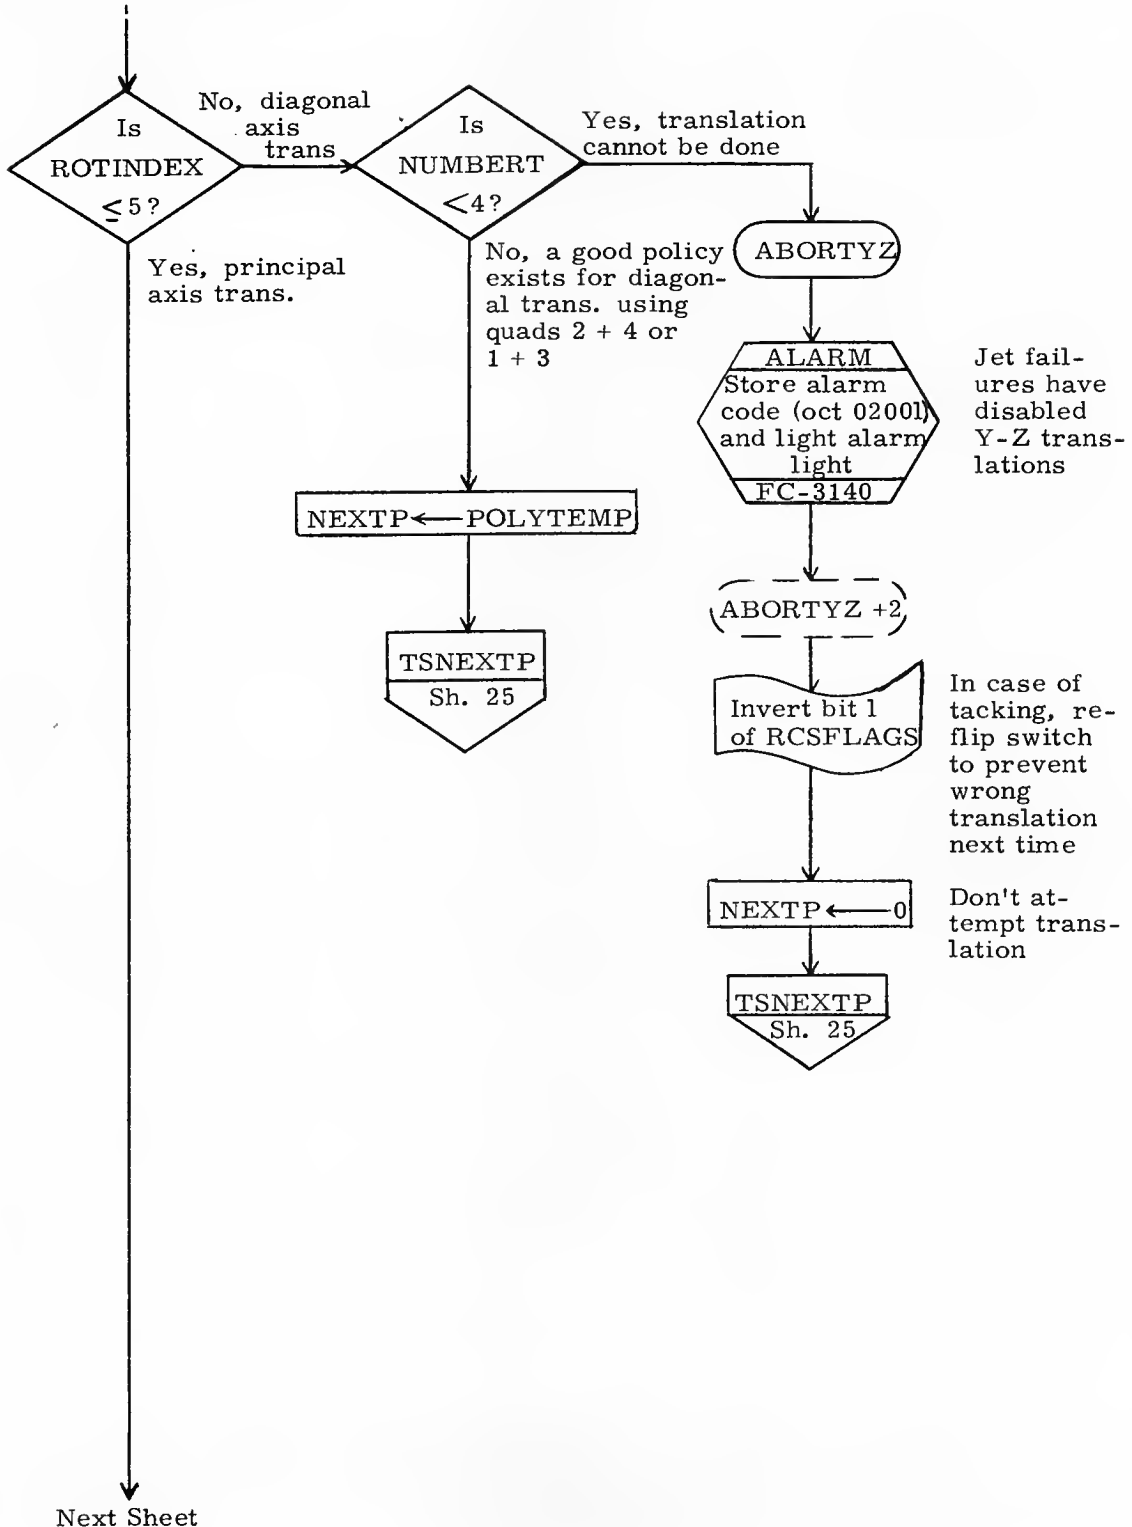 Is
ROTINDEX
≤5?
No, diagonal
axis
trans
Is
NUMBERT
<4?
Yes, translation
cannot be done
Yes, principal
axis trans.
No, a good policy
exists for diagon-
al trans. using
quads 2 + 4 or
1 + 3
ABORTYZ
ALARM
Store alarm
code (oct 02001)
and light alarm
light
FC-3140
Jet fail-
ures have
disabled
Y-Z trans-
lations
NEXTP←POLYTEMP
TSNEXTP
Sh. 25
ABORTYZ +2
Invert bit 1
of RCSFLAGS
In case of
tacking, re-
flip switch
to prevent
wrong
translation
next time
NEXTP←0
Don't at-
tempt trans-
lation
TSNEXTP
Sh. 25
Next Sheet